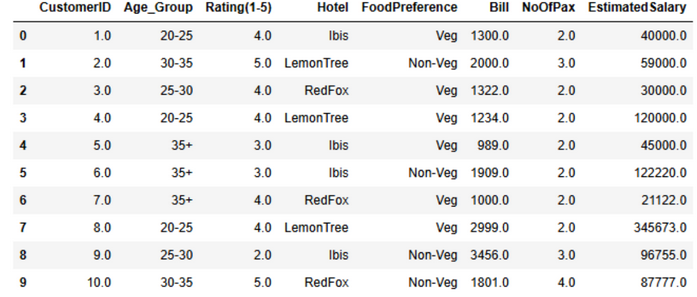 CustomerID Age_Group Rating(1-5) Hotel FoodPreference Bill NoOfPax EstimatedSalary
0 1.0 20-25 4.0 Ibis Veg 1300.0 2.0 40000.0
1 2.0 30-35 5.0 LemonTree Non-Veg 2000.0 3.0 59000.0
2 3.0 25-30 4.0 RedFox Veg 1322.0 2.0 30000.0
3 4.0 20-25 4.0 LemonTree Veg 1234.0 2.0 120000.0
4 5.0 35+ 3.0 Ibis Veg 989.0 2.0 45000.0
5 6.0 35+ 3.0 Ibis Non-Veg 1909.0 2.0 122220.0
6 7.0 35+ 4.0 RedFox Veg 1000.0 2.0 21122.0
7 8.0 20-25 4.0 LemonTree Veg 2999.0 2.0 345673.0
8 9.0 25-30 2.0 Ibis Non-Veg 3456.0 3.0 96755.0
9 10.0 30-35 5.0 RedFox Non-Veg 1801.0 4.0 87777.0